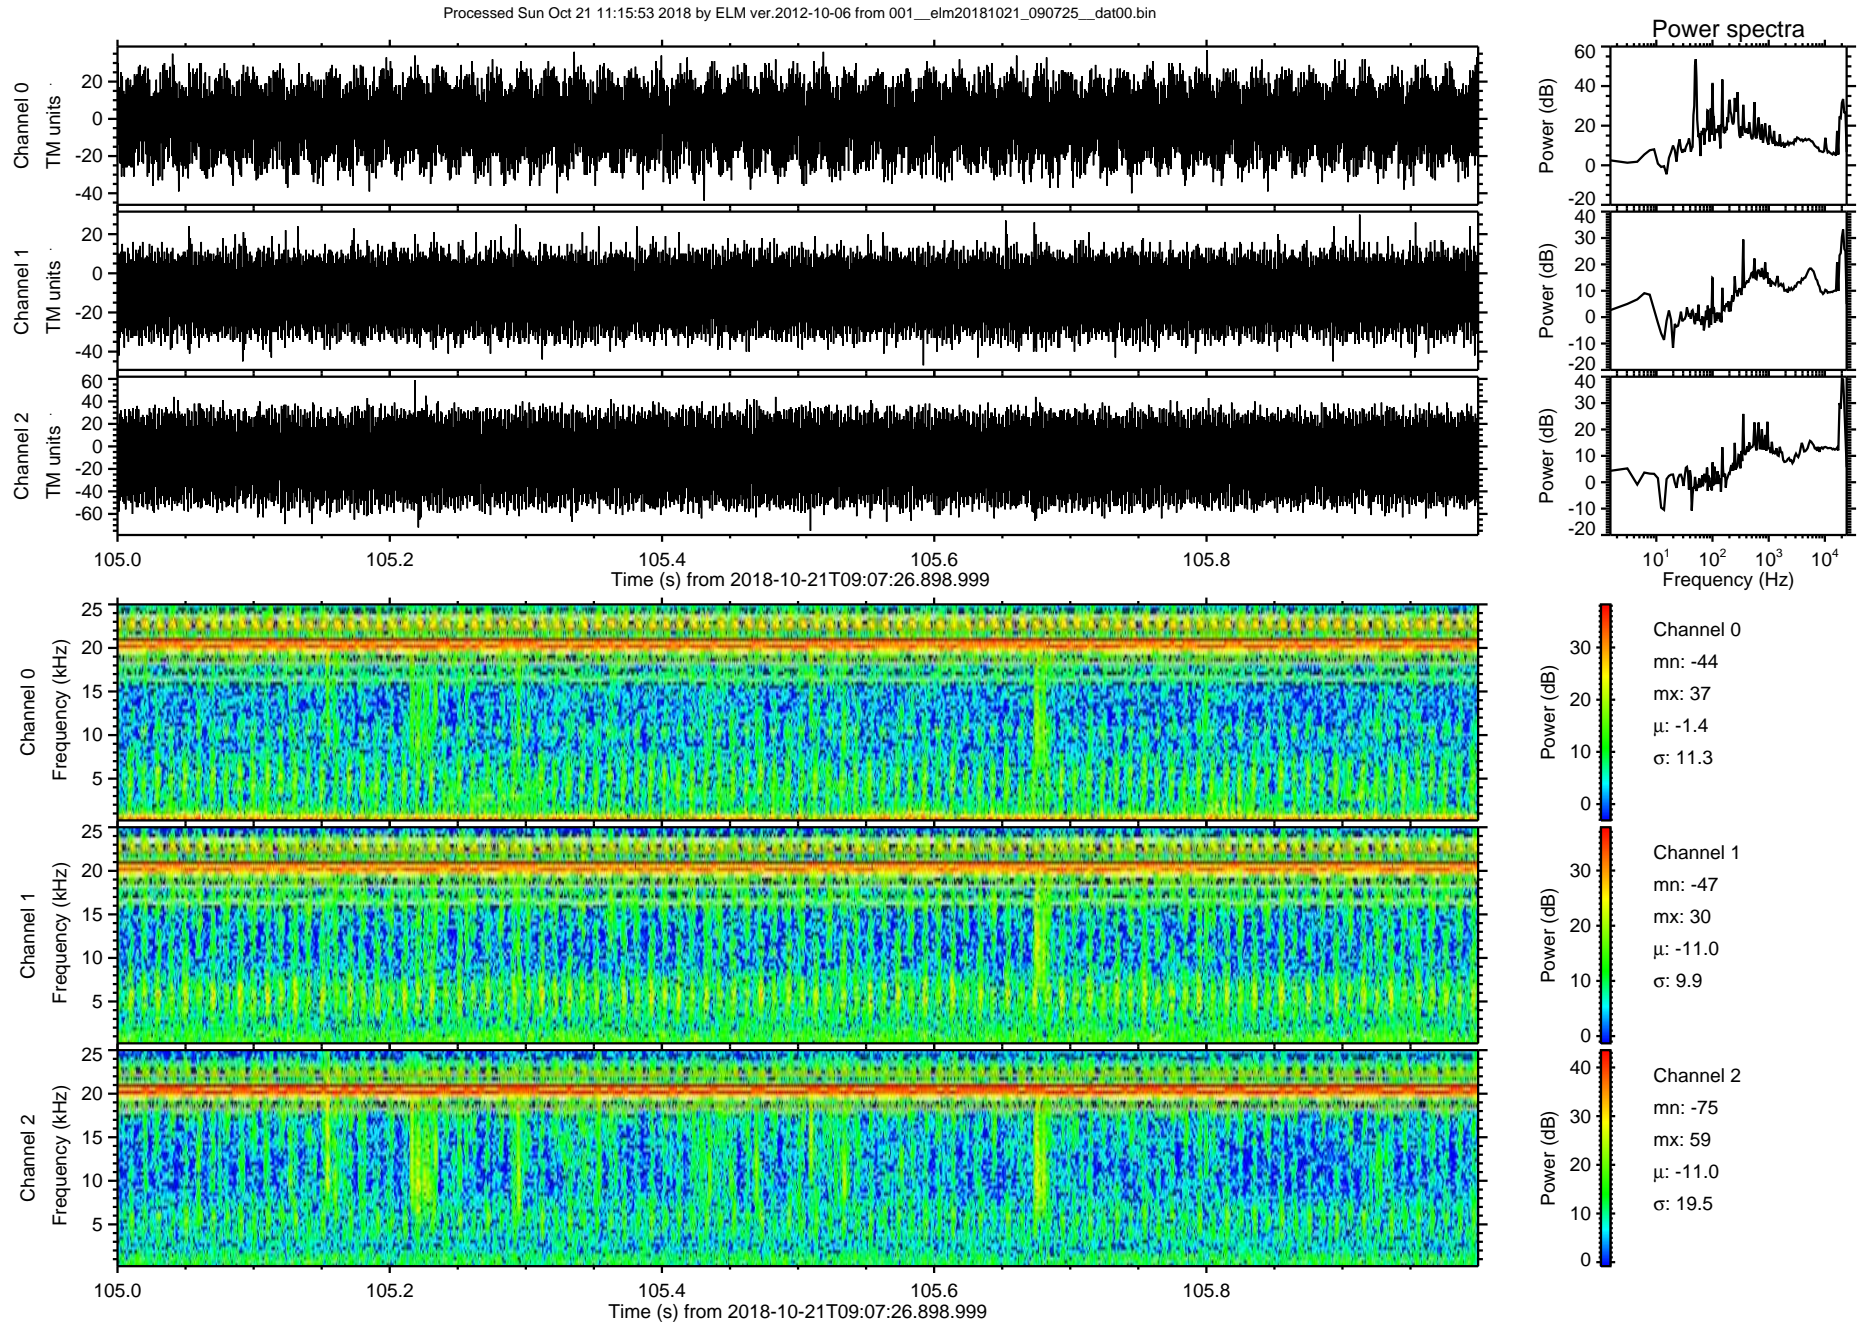 Processed Sun Oct 21 11:15:53 2018 by ELM ver.2012-10-06 from 001__elm20181021_090725__dat00.bin
Power spectra
Channel 0
TM units
20
0
-20
-40
Power (dB)
60
40
20
0
-20
Channel 1
TM units
20
0
-20
-40
Power (dB)
40
30
20
10
0
-10
-20
Channel 2
TM units
60
40
20
0
-20
-40
-60
Power (dB)
40
30
20
10
0
-10
-20
105.0 105.2 105.4 105.6 105.8
Time (s) from 2018-10-21T09:07:26.898.999
10¹ 10² 10³ 10⁴
Frequency (Hz)
Channel 0
Frequency (kHz)
25
20
15
10
5
Power (dB)
30
20
10
0
Channel 0
mn: -44
mx: 37
µ: -1.4
σ: 11.3
Channel 1
Frequency (kHz)
25
20
15
10
5
Power (dB)
30
20
10
0
Channel 1
mn: -47
mx: 30
µ: -11.0
σ: 9.9
Channel 2
Frequency (kHz)
25
20
15
10
5
Power (dB)
40
30
20
10
0
Channel 2
mn: -75
mx: 59
µ: -11.0
σ: 19.5
105.0 105.2 105.4 105.6 105.8
Time (s) from 2018-10-21T09:07:26.898.999